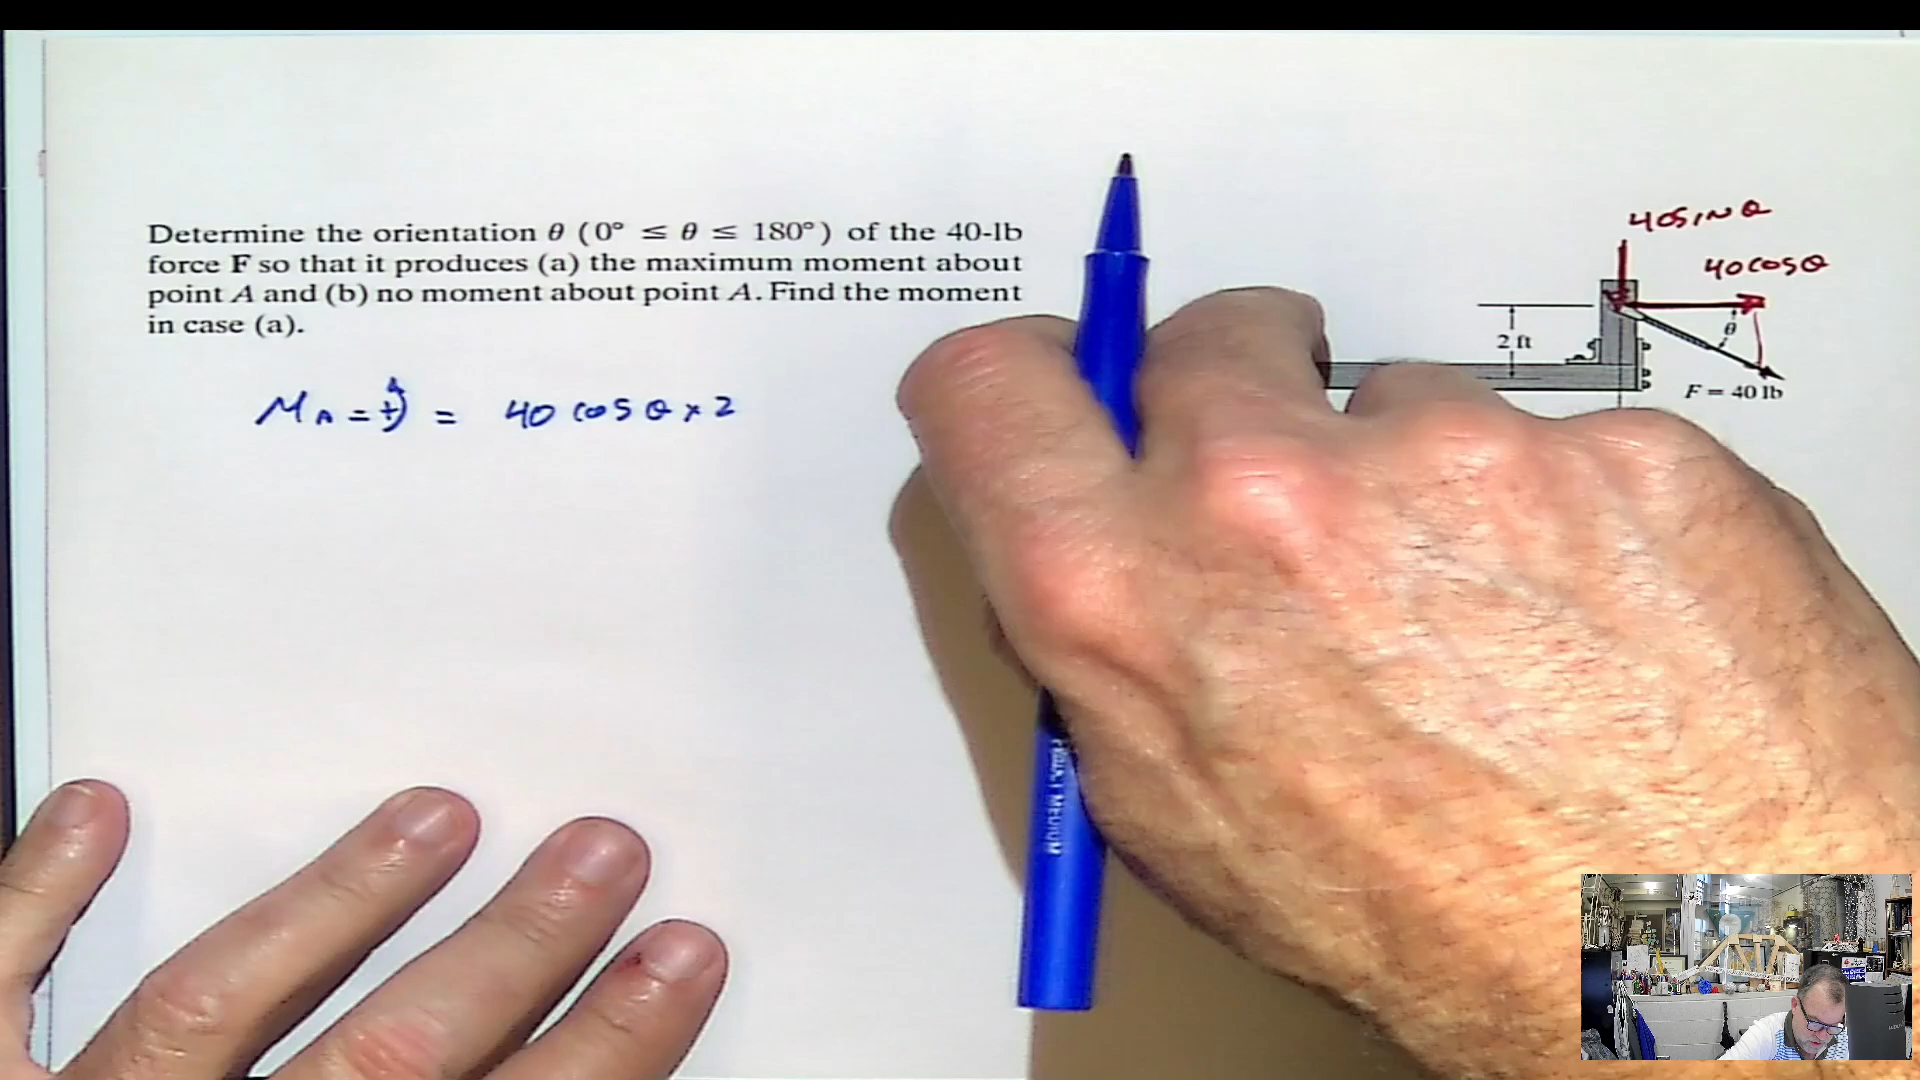 Determine the orientation θ (0° ≤ θ ≤ 180°) of the 40-lb
force F so that it produces (a) the maximum moment about
point A and (b) no moment about point A. Find the moment
in case (a).
40 SIN θ
40 cos θ
2 ft
θ
F = 40 lb
MA = + = 40 cos θ × 2